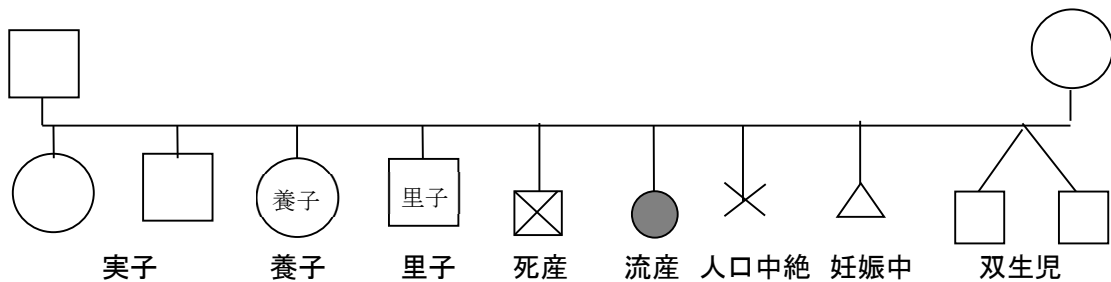 養子
里子
実子 養子 里子 死産 流産 人口中絶 妊娠中 双生児